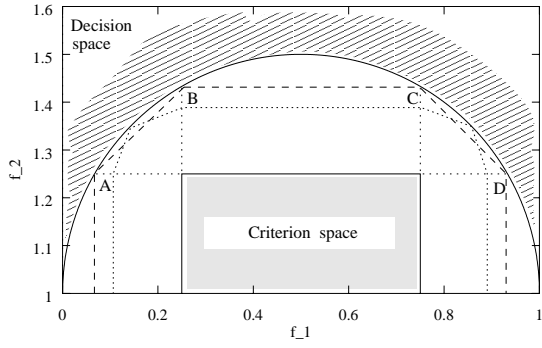 1.6
1.5
1.4
1.3
1.2
1.1
1
f_2
Decision
space
B
C
A
D
Criterion space
0
0.2
0.4
0.6
0.8
1
f_1